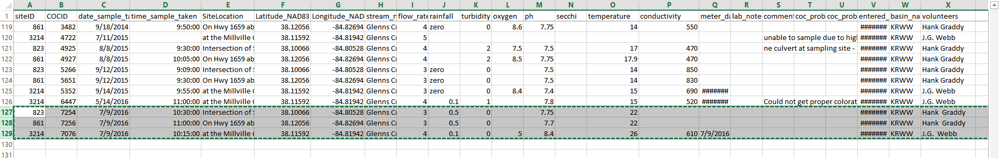 A B C D E F G H I J K L M N O P Q R S T U V W X
1 siteID COCID date_sample_ta time_sample_taken SiteLocation Latitude_NAD83 Longitude_NAD stream_n flow_rate rainfall turbidity oxygen ph secchi temperature conductivity meter_da lab_note commen coc_prob coc_prob entered_ basin_na volunteers
119 861 3482 9/18/2014 9:50:00 On Hwy 1659 ab 38.12056 -84.82694 Glenns Cr 4 zero 0 8.6 7.75 14 550 ####### KRWW Hank Graddy
120 3214 4722 7/11/2015 at the Millville C 38.11592 -84.81942 Glenns Cr 5 unable to sample due to high ####### KRWW J.G. Webb
121 823 4925 8/8/2015 9:30:00 Intersection of S 38.10066 -84.80528 Glenns Cr 4 2 7.5 7.5 17 470 ne culvert at sampling site - ####### KRWW Hank Graddy
122 861 4927 8/8/2015 10:05:00 On Hwy 1659 ab 38.12056 -84.82694 Glenns Cr 4 2 8.5 7.75 17.9 470 ####### KRWW Hank Graddy
123 823 5266 9/12/2015 9:09:00 Intersection of S 38.10066 -84.80528 Glenns Cr 3 zero 0 7.5 14 850 ####### KRWW Hank Graddy
124 861 5651 9/12/2015 9:30:00 On Hwy 1659 ab 38.12056 -84.82694 Glenns Cr 3 zero 0 7.5 14 830 ####### KRWW Hank Graddy
125 3214 5352 9/14/2015 9:55:00 at the Millville C 38.11592 -84.81942 Glenns Cr 3 zero 0 8.4 7.4 15 690 ####### ####### KRWW J.G. Webb
126 3214 6447 5/14/2016 11:00:00 at the Millville C 38.11592 -84.81942 Glenns Cr 4 0.1 1 7.8 15 520 ####### Could not get proper colorat ####### KRWW J.G. Webb
127 823 7254 7/9/2016 10:30:00 Intersection of S 38.10066 -84.80528 Glenns Cr 3 0.5 0 7.75 22 ####### KRWW Hank  Graddy
128 861 7256 7/9/2016 11:00:00 On Hwy 1659 ab 38.12056 -84.82694 Glenns Cr 3 0.5 0 7.7 22 ####### KRWW Hank  Graddy
129 3214 7076 7/9/2016 10:15:00 at the Millville C 38.11592 -84.81942 Glenns Cr 4 0.1 0 5 8.4 26 610 7/9/2016 ####### KRWW J.G.  Webb
130
131